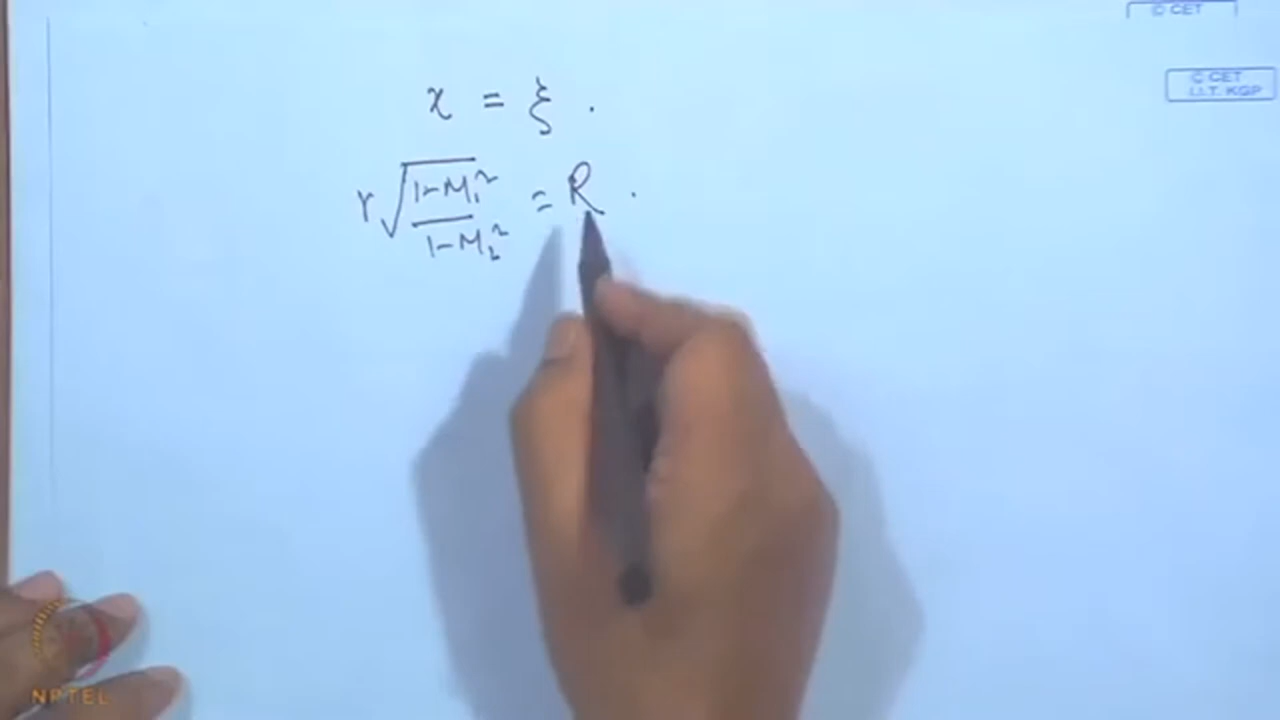 © CET
© CET
I.I.T. KGP
x = ξ .
r√(1-M₁²/1-M₂²) = R .
NPTEL